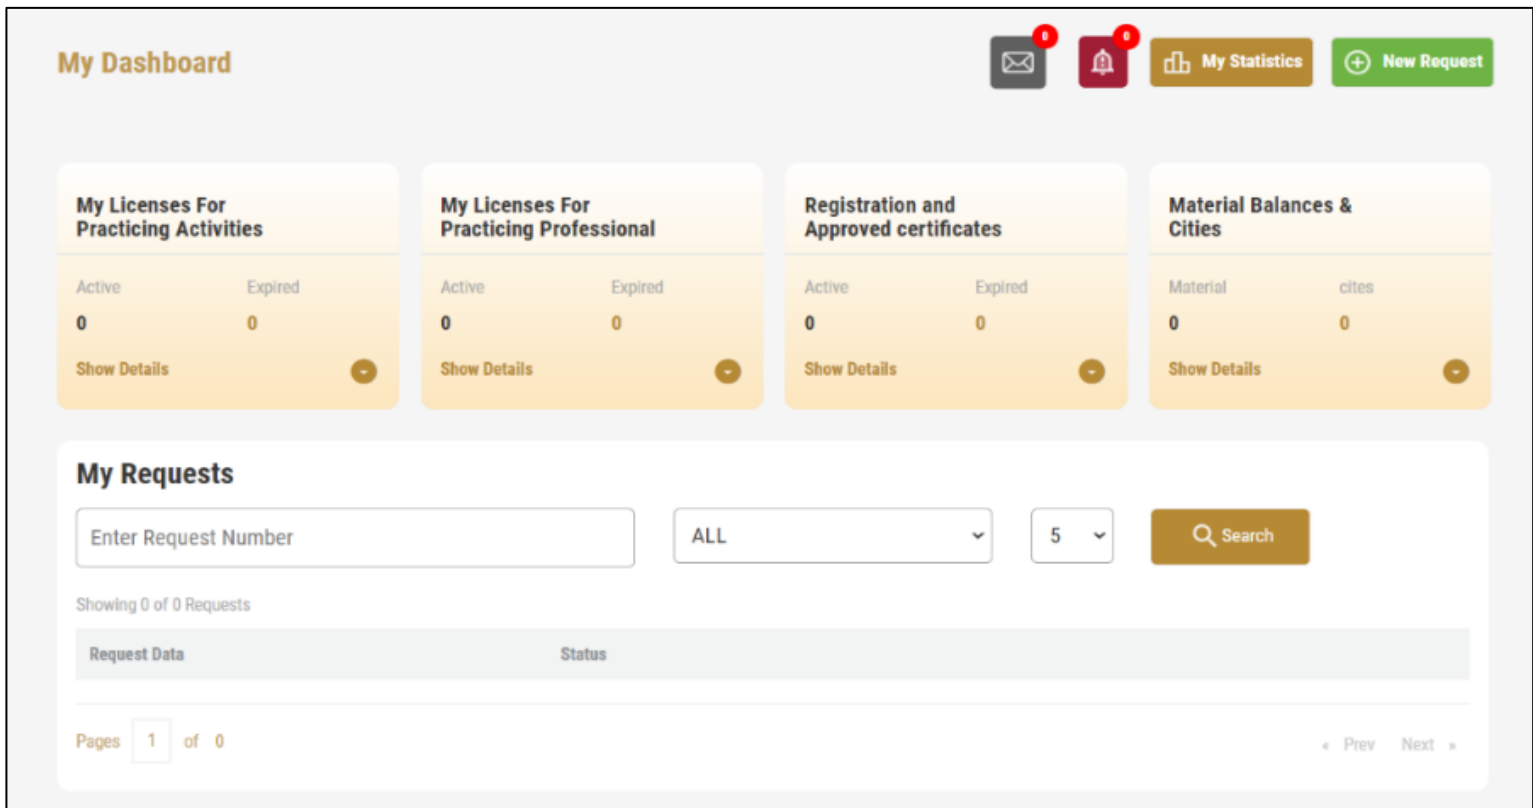 My Dashboard
0
0
My Statistics
New Request
My Licenses For
Practicing Activities
Active Expired
0 0
Show Details
My Licenses For
Practicing Professional
Active Expired
0 0
Show Details
Registration and
Approved certificates
Active Expired
0 0
Show Details
Material Balances &
Cities
Material cites
0 0
Show Details
My Requests
Enter Request Number
ALL
5
Search
Showing 0 of 0 Requests
Request Data Status
Pages 1 of 0
« Prev Next »